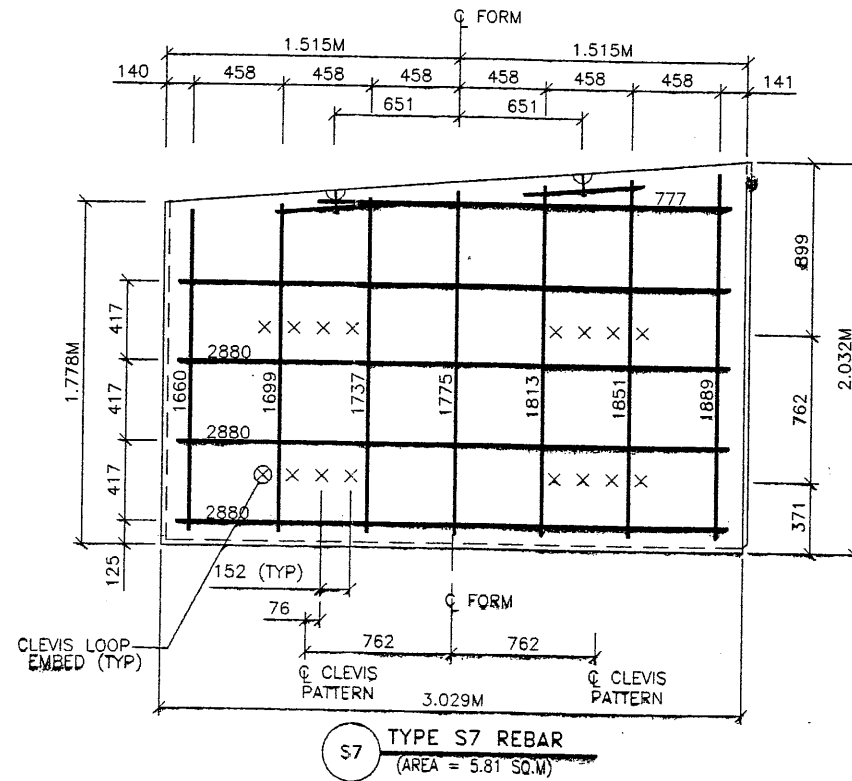 ℄ FORM
1.515M 1.515M
140 458 458 458 458 458 458 141
651 651
777
899
417
1.778M
2.032M
2880
417
1660 1699 1737 1775 1813 1851 1889
762
2880
417
371
2880
125
152 (TYP)
76
℄ FORM
762 762
CLEVIS LOOP
EMBED (TYP)
℄ CLEVIS
PATTERN
℄ CLEVIS
PATTERN
3.029M
S7
TYPE S7 REBAR
(AREA = 5.81 SQ.M)